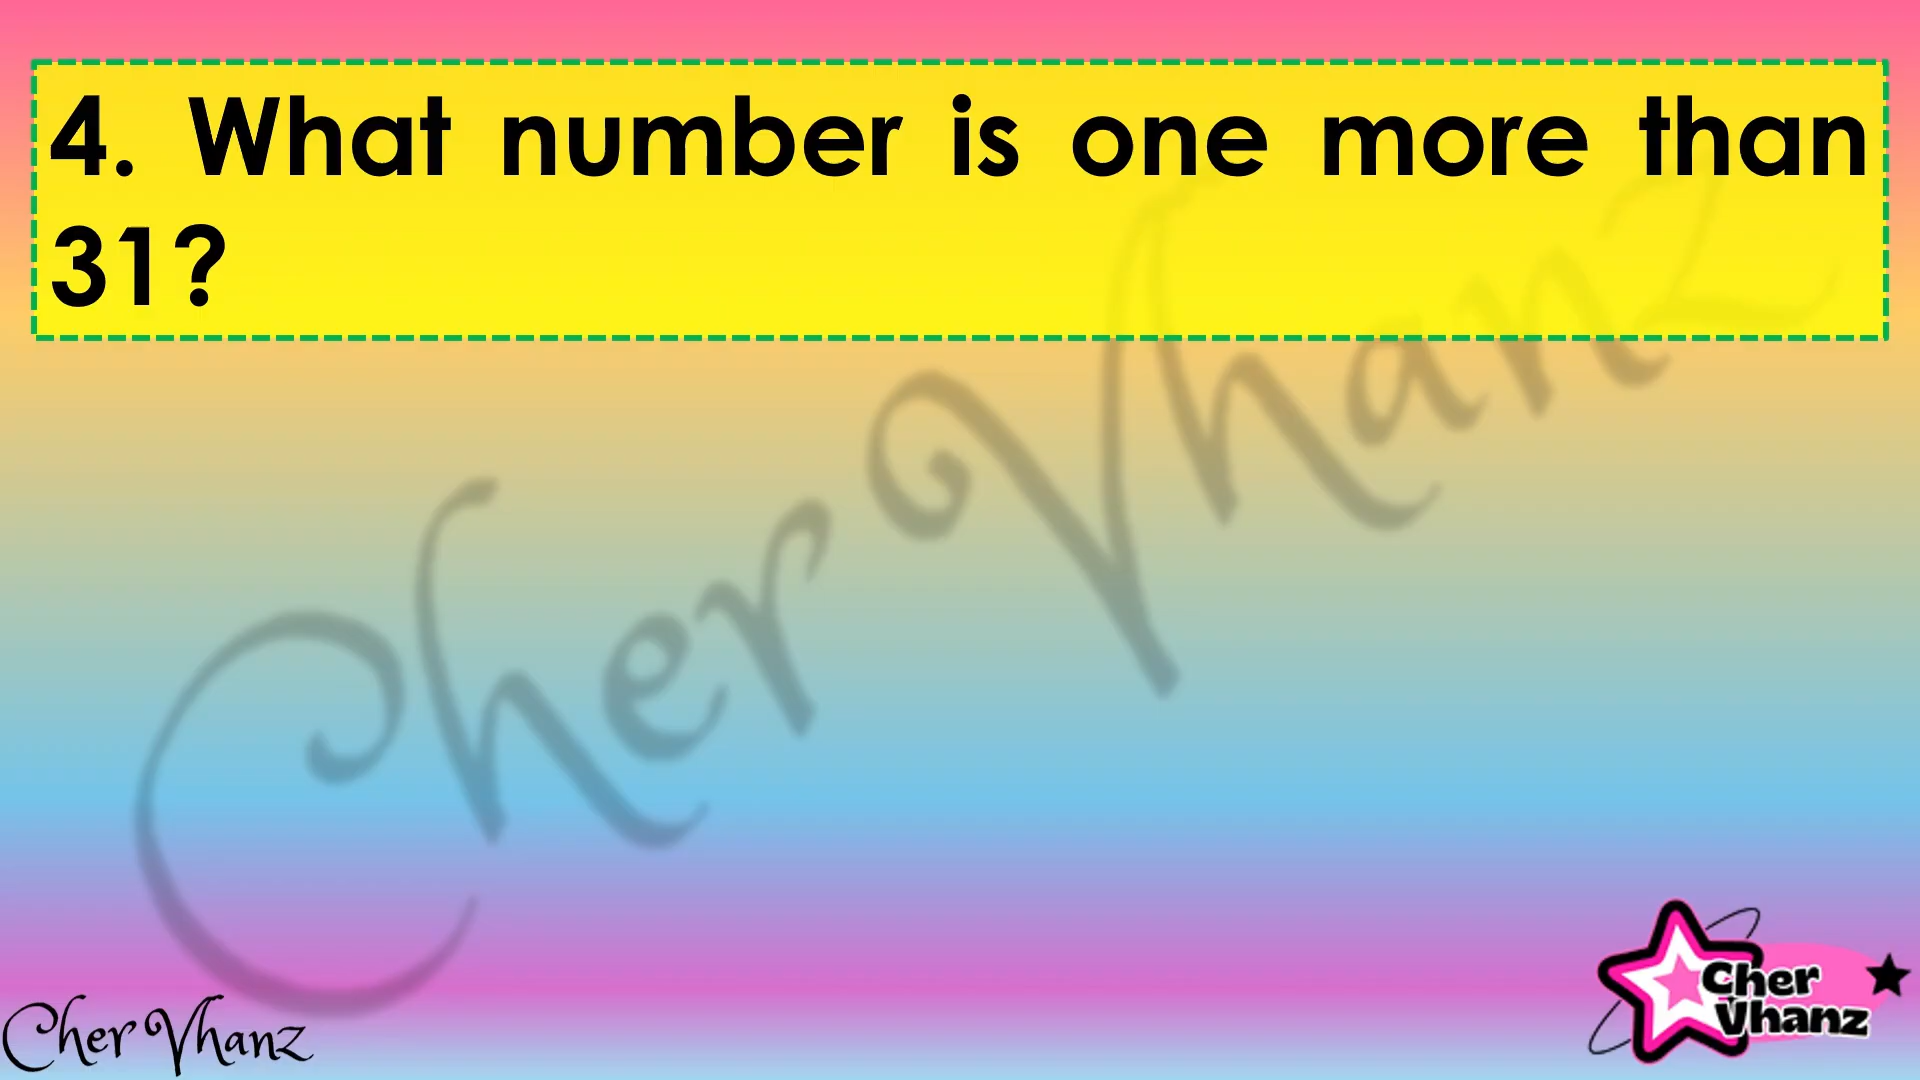 4. What number is one more than
31?
Cher Vhanz
Cher Vhanz
Cher
Vhanz